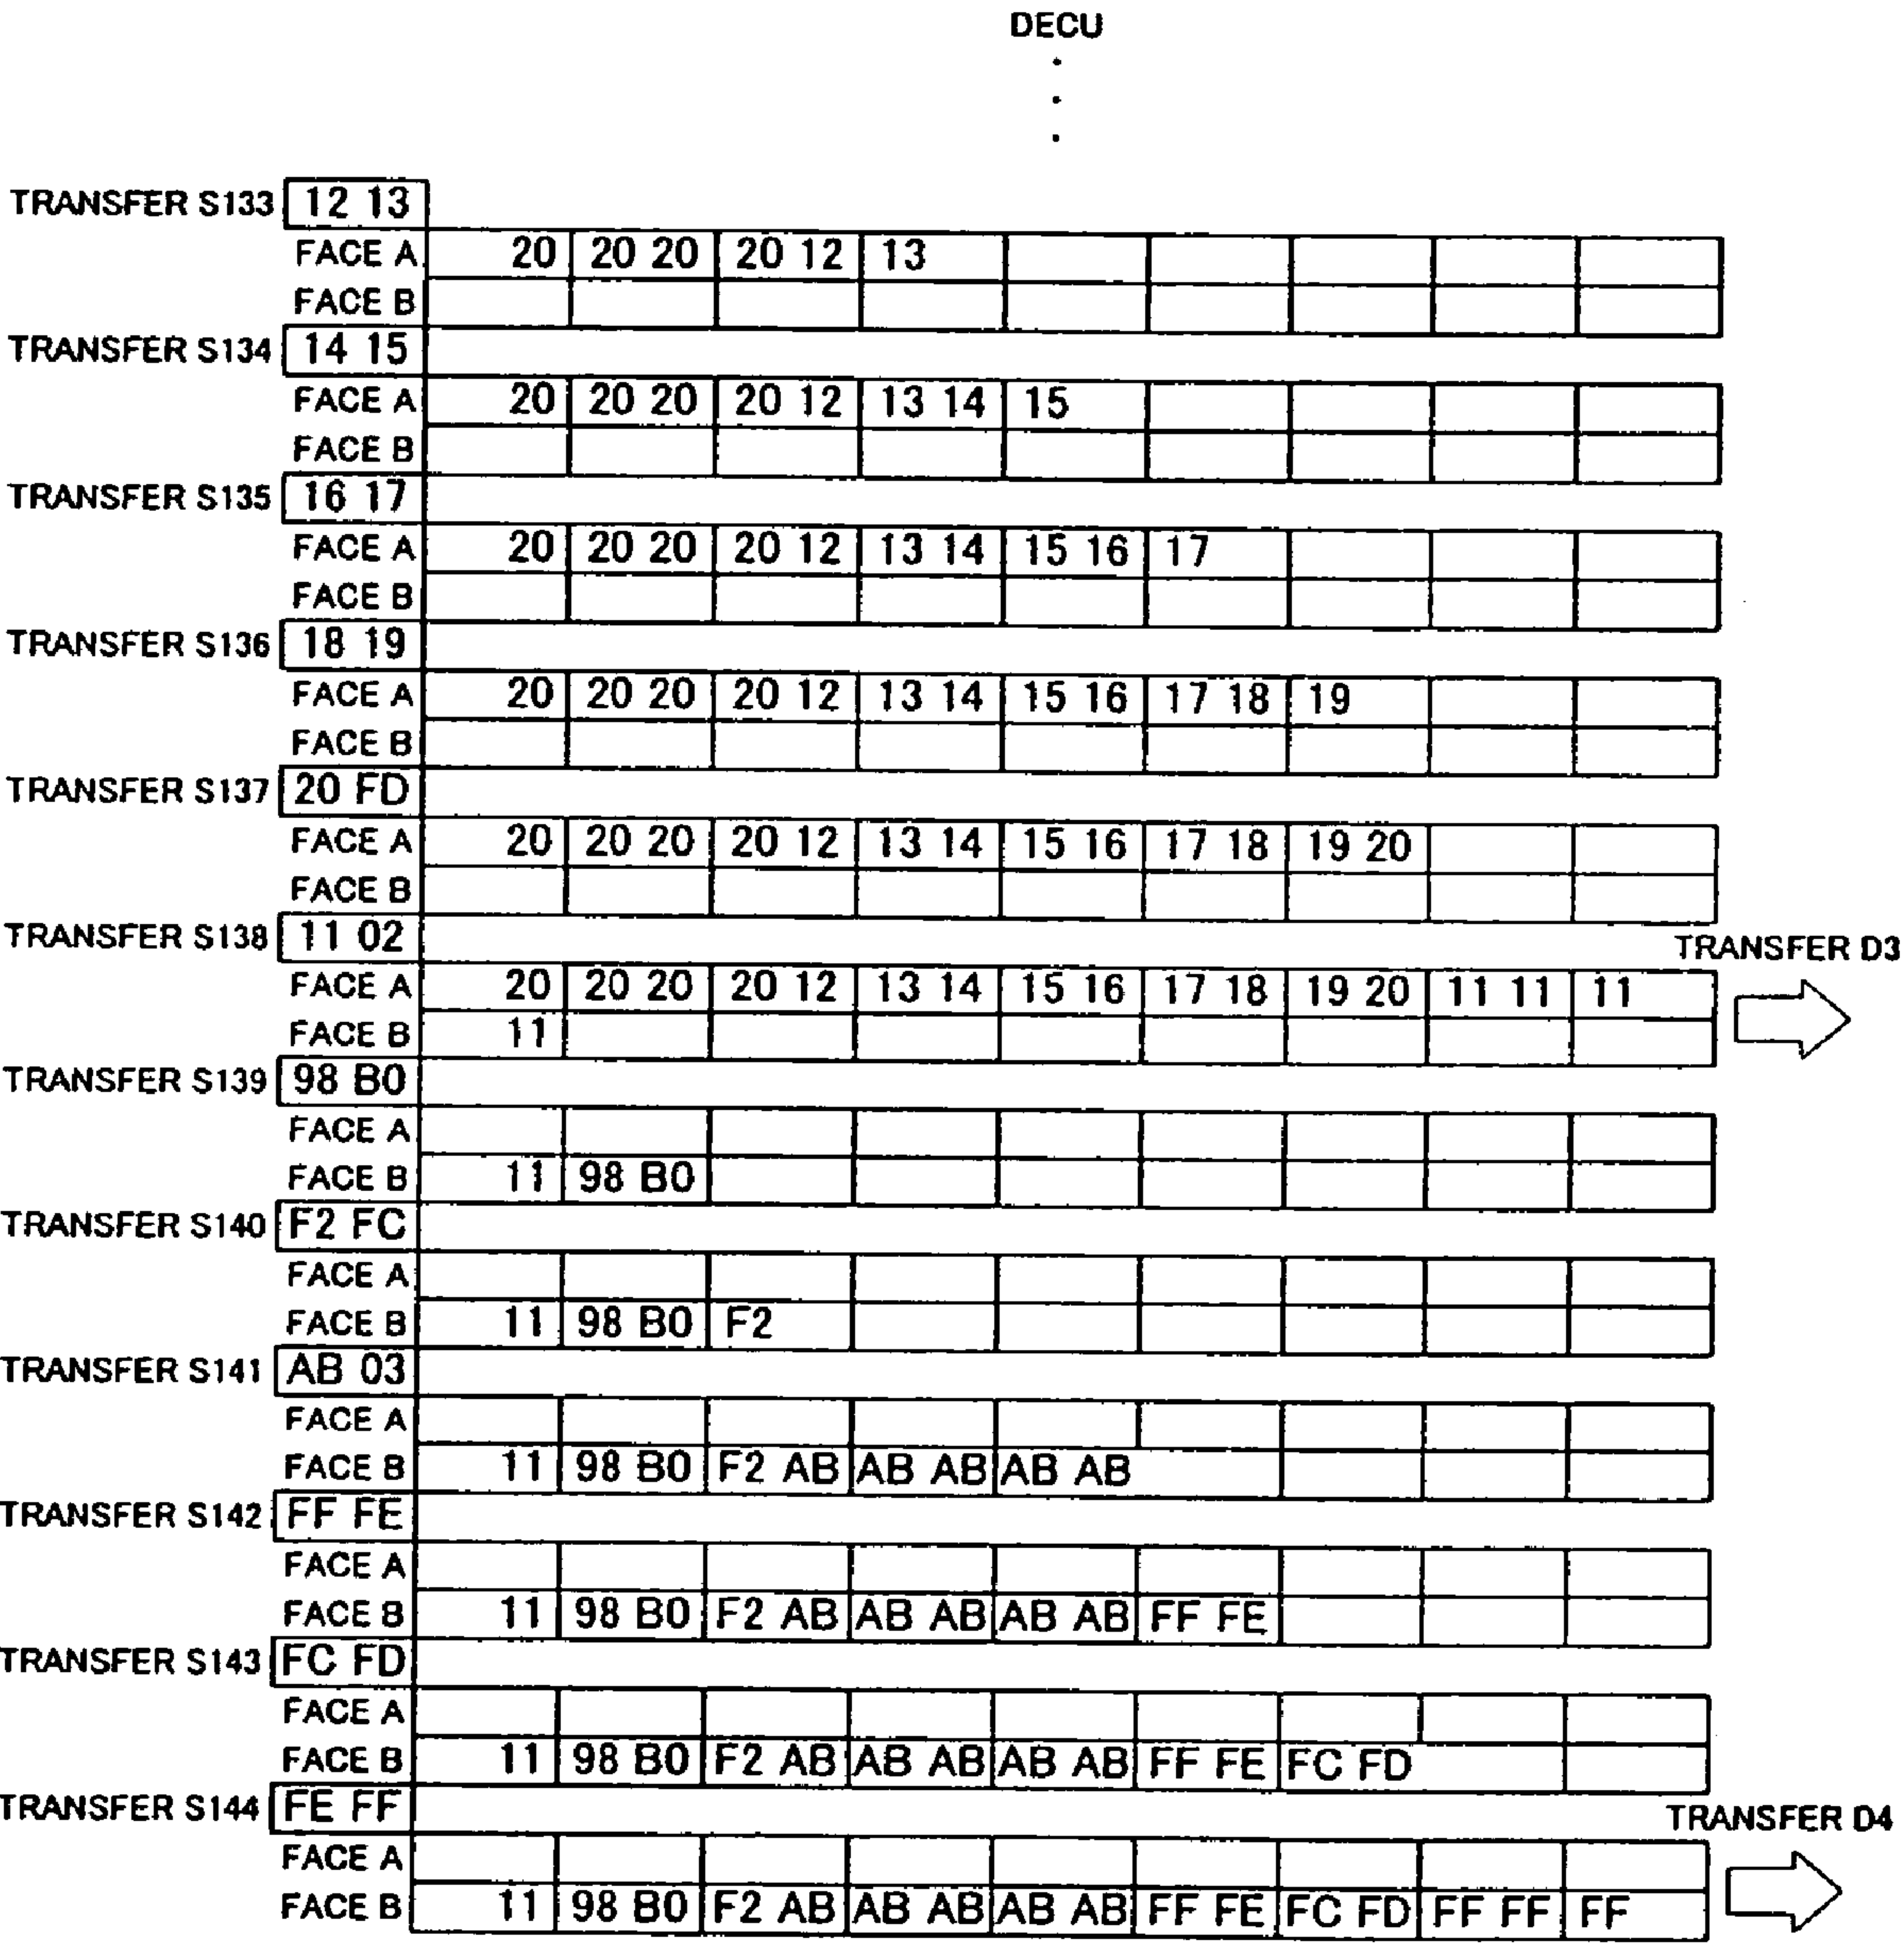 DECU
TRANSFER S133 12 13
FACE A 20 20 20 20 12 13
FACE B
TRANSFER S134 14 15
FACE A 20 20 20 20 12 13 14 15
FACE B
TRANSFER S135 16 17
FACE A 20 20 20 20 12 13 14 15 16 17
FACE B
TRANSFER S136 18 19
FACE A 20 20 20 20 12 13 14 15 16 17 18 19
FACE B
TRANSFER S137 20 FD
FACE A 20 20 20 20 12 13 14 15 16 17 18 19 20
FACE B
TRANSFER S138 11 02
TRANSFER D3
FACE A 20 20 20 20 12 13 14 15 16 17 18 19 20 11 11 11
FACE B 11
TRANSFER S139 98 B0
FACE A
FACE B 11 98 B0
TRANSFER S140 F2 FC
FACE A
FACE B 11 98 B0 F2
TRANSFER S141 AB 03
FACE A
FACE B 11 98 B0 F2 AB AB AB AB AB
TRANSFER S142 FF FE
FACE A
FACE B 11 98 B0 F2 AB AB AB AB AB FF FE
TRANSFER S143 FC FD
FACE A
FACE B 11 98 B0 F2 AB AB AB AB AB FF FE FC FD
TRANSFER S144 FE FF
TRANSFER D4
FACE A
FACE B 11 98 B0 F2 AB AB AB AB AB FF FE FC FD FF FF FF